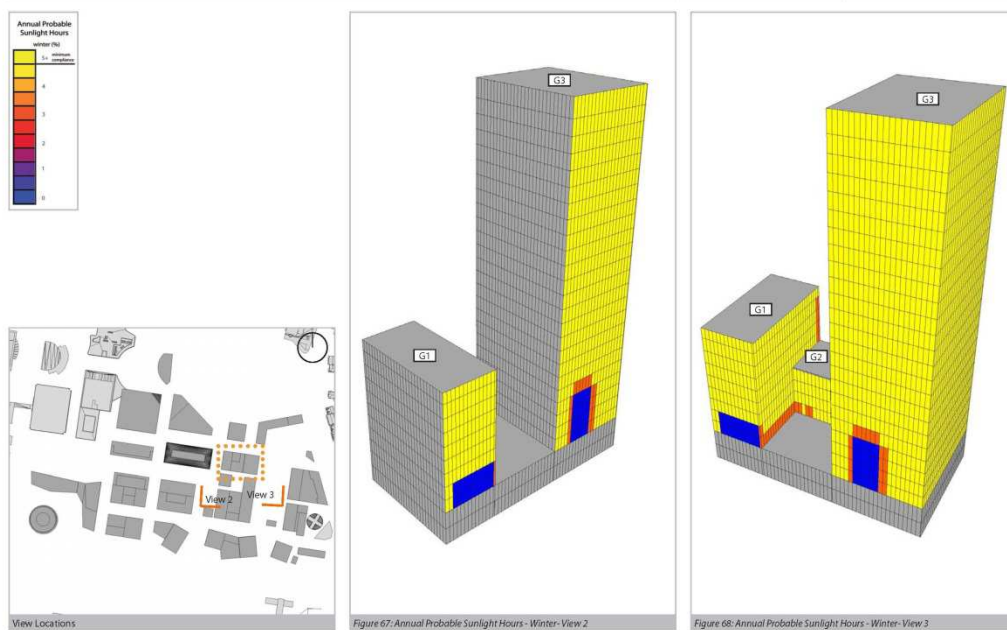 Annual Probable
Sunlight Hours
winter (%)
5+ minimum compliance
4
3
2
1
0
View 2
View 3
View Locations
G3
G1
Figure 67: Annual Probable Sunlight Hours - Winter- View 2
G3
G1
G2
Figure 68: Annual Probable Sunlight Hours - Winter- View 3